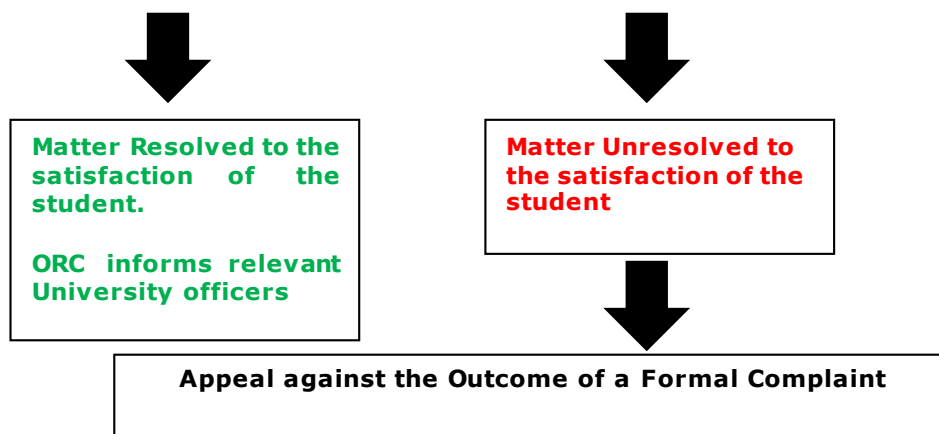 Matter Resolved to the
satisfaction of the
student.
ORC informs relevant
University officers
Matter Unresolved to
the satisfaction of the
student
Appeal against the Outcome of a Formal Complaint